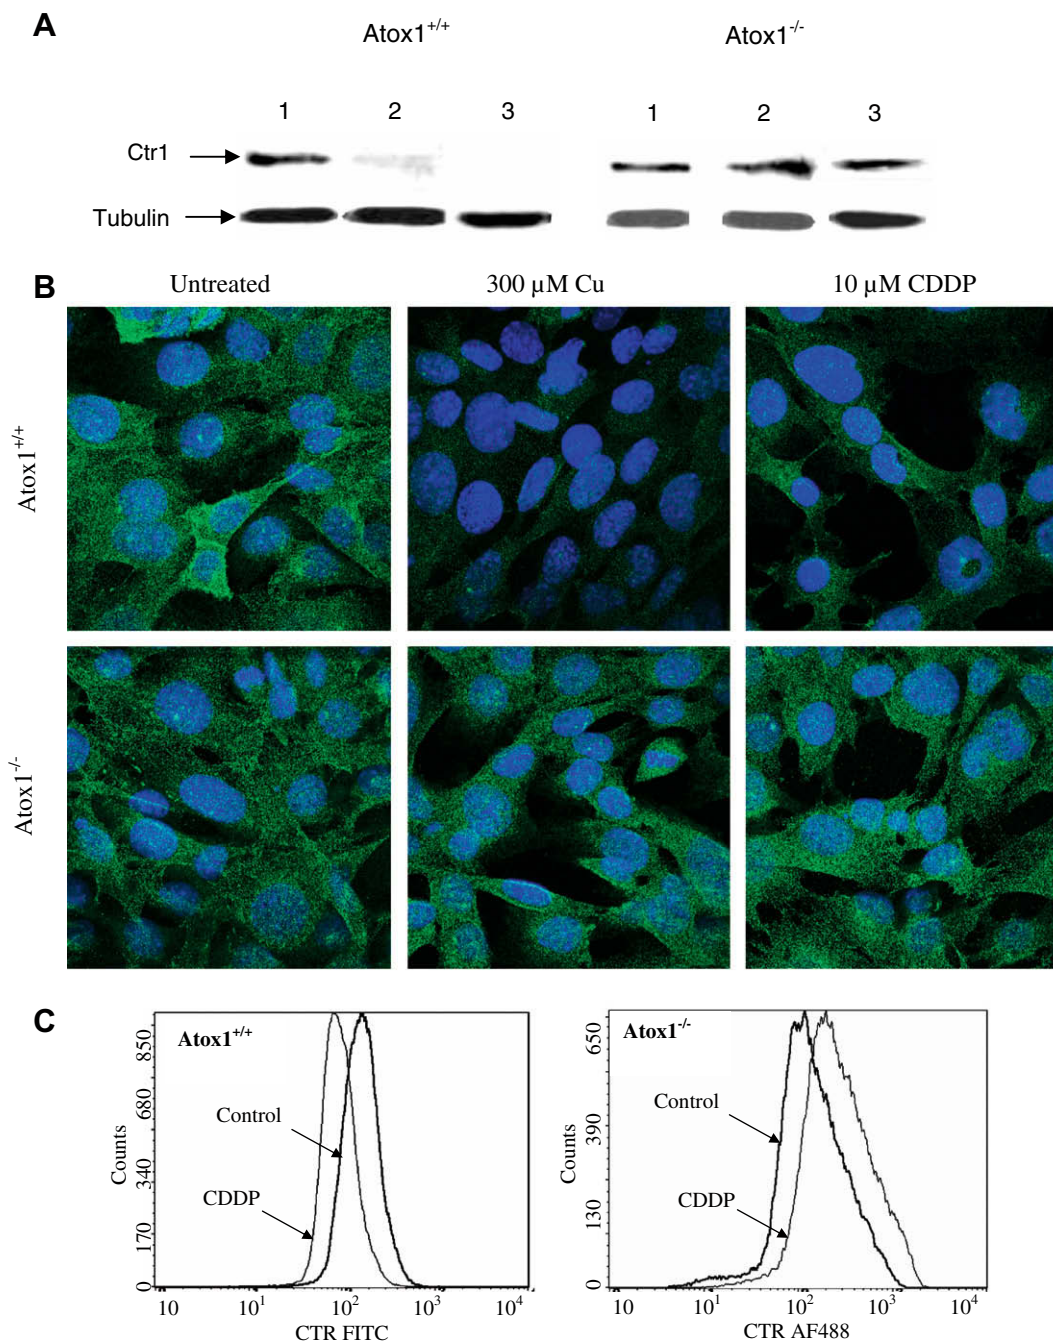 A
Atox1+/+ Atox1-/-
1 2 3 1 2 3
Ctr1
Tubulin
B
Untreated 300 µM Cu 10 µM CDDP
Atox1+/+
Atox1-/-
C
Atox1+/+
Control
CDDP
Counts
0 170 340 680 850
10 10¹ 10² 10³ 10⁴
CTR FITC
Atox1-/-
Control
CDDP
Counts
0 130 390 650
10 10¹ 10² 10³ 10⁴
CTR AF488